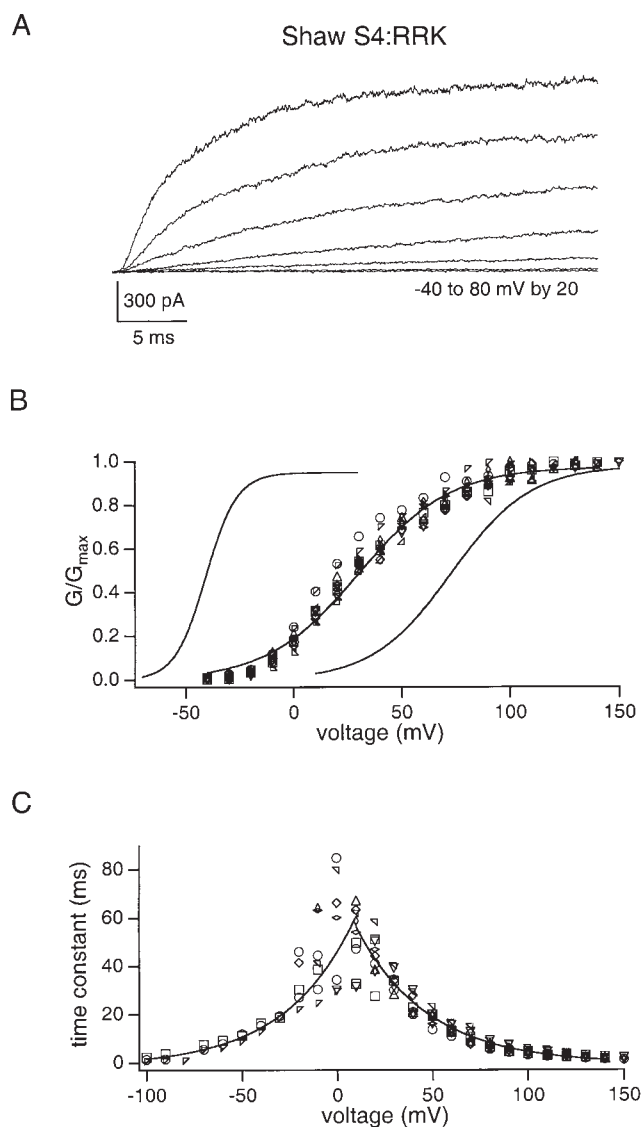 A
Shaw S4:RRK
300 pA
5 ms
-40 to 80 mV by 20
B
G/Gmax
1.0
0.8
0.6
0.4
0.2
0.0
-50
0
50
100
150
voltage (mV)
C
time constant (ms)
80
60
40
20
0
-100
-50
0
50
100
150
voltage (mV)